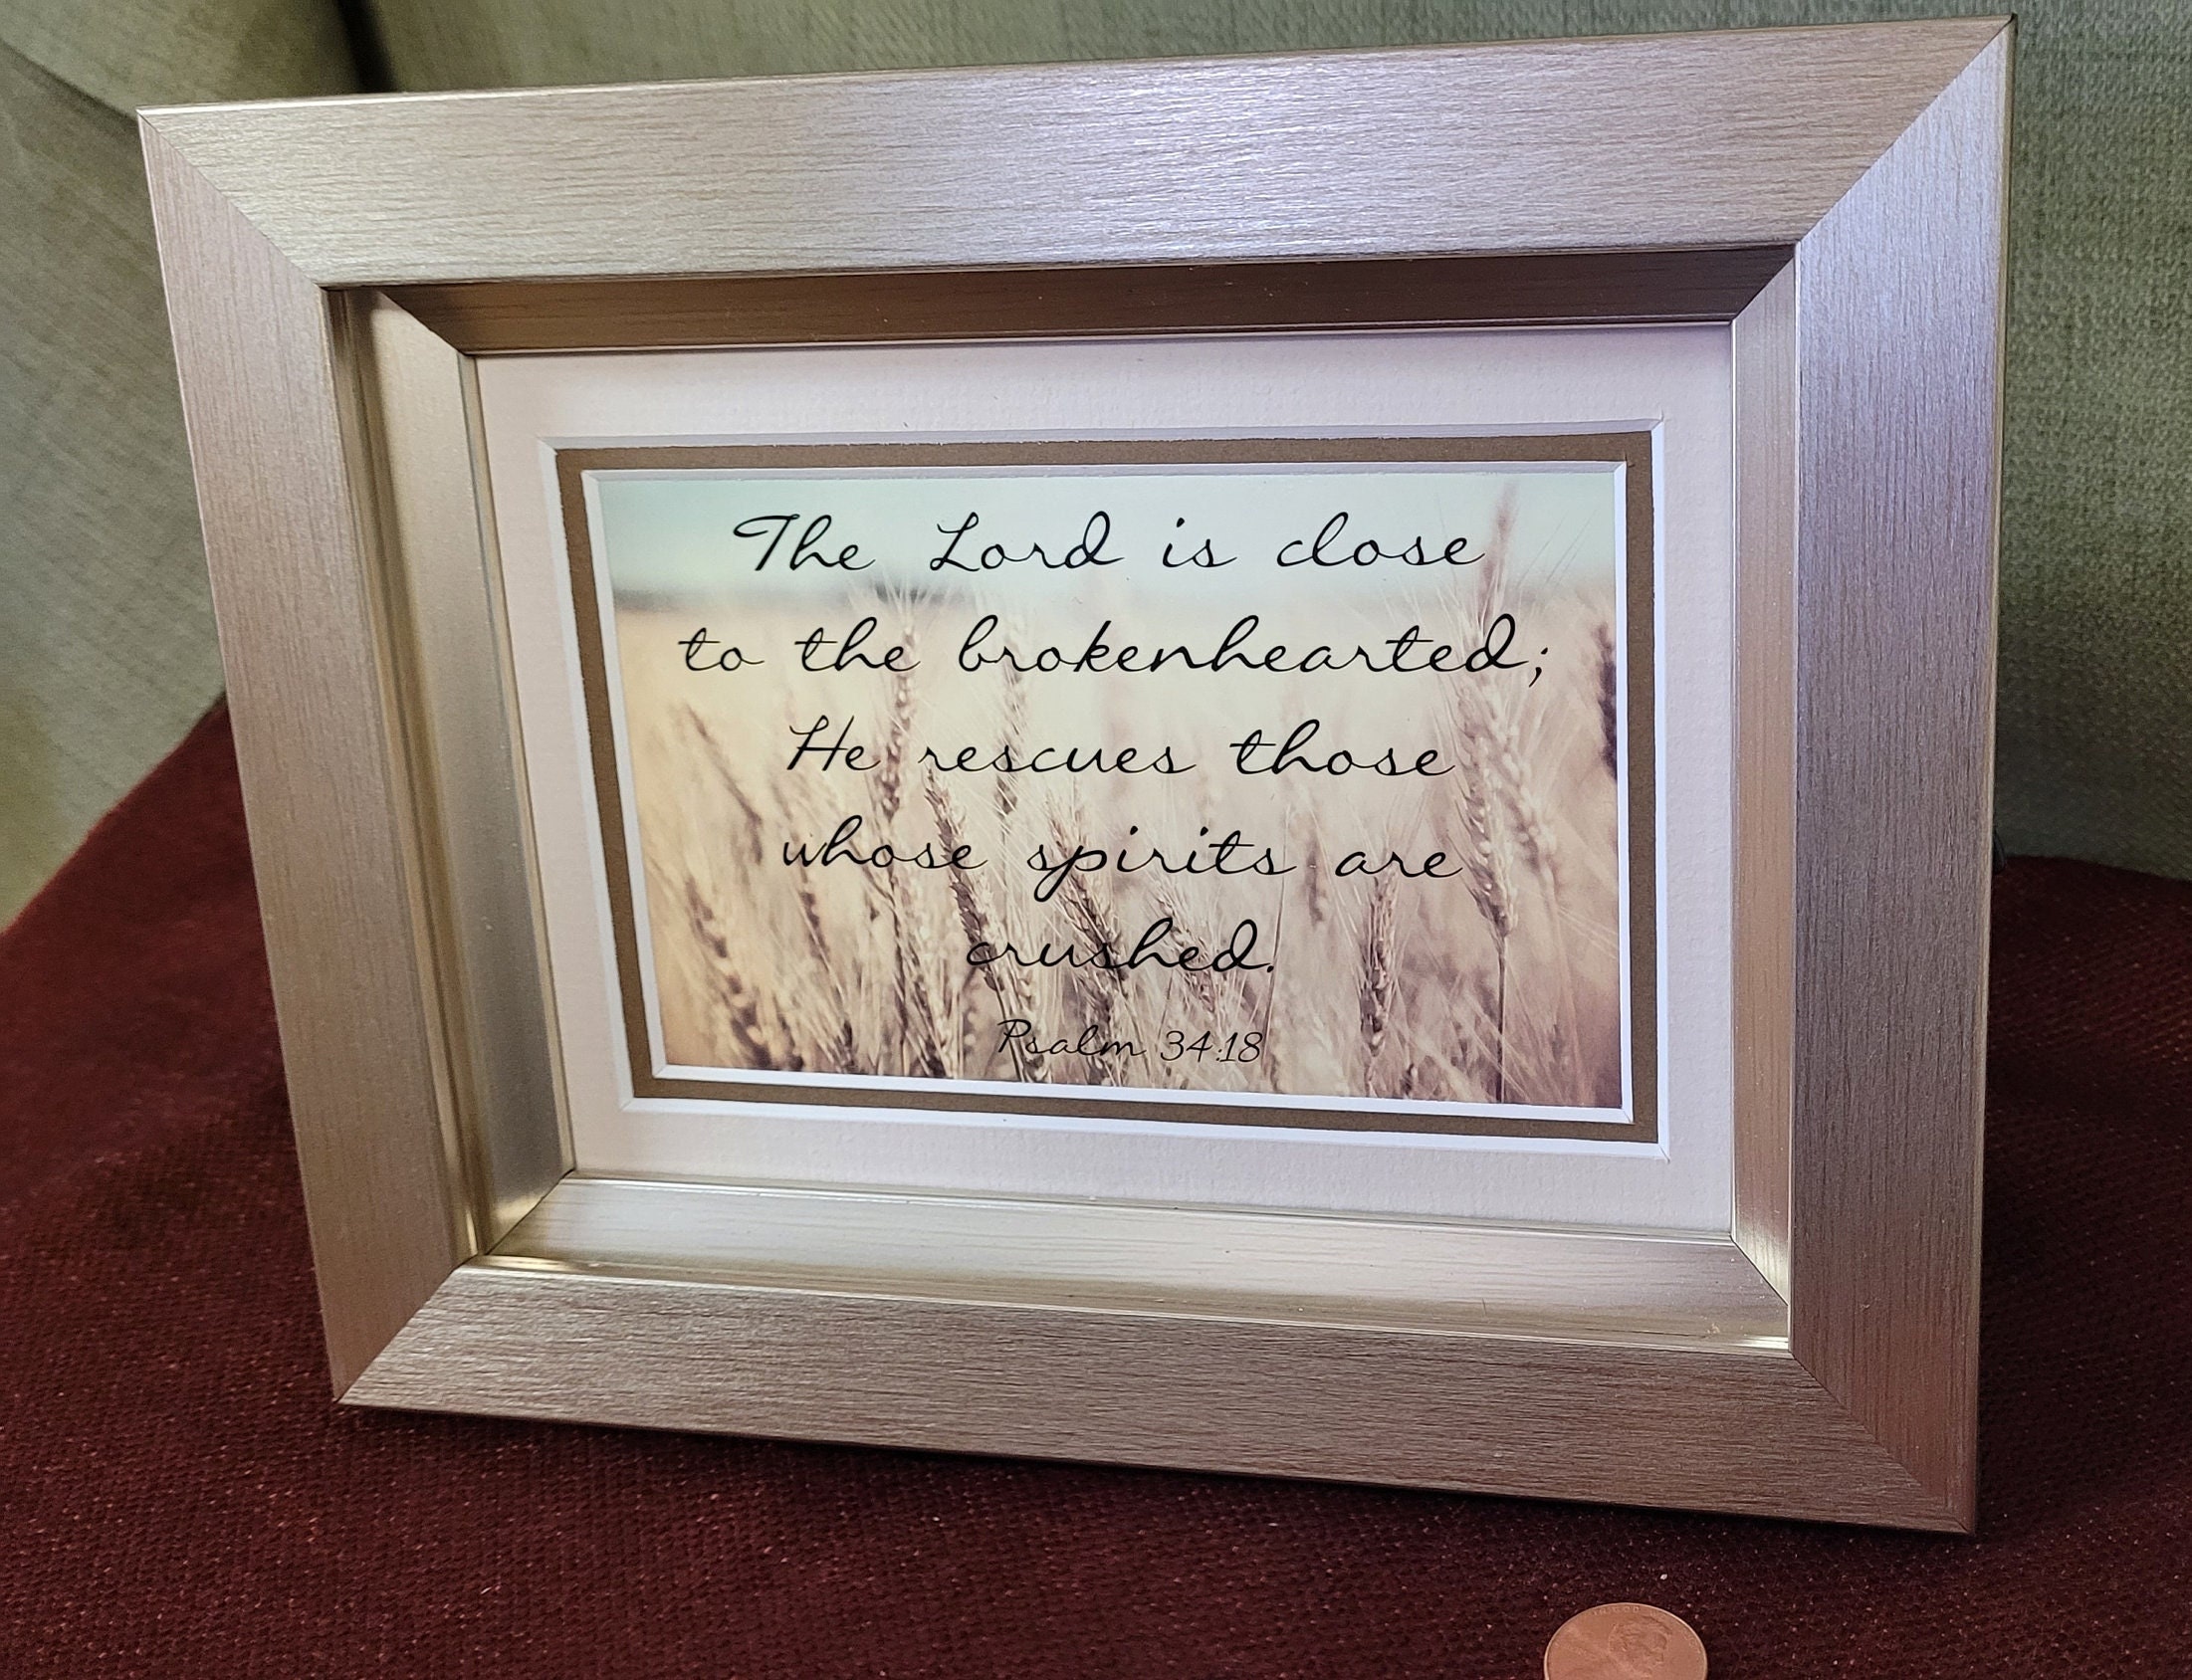 The Lord is close
to the brokenhearted;
He rescues those
whose spirits are
crushed.
Psalm 34:18